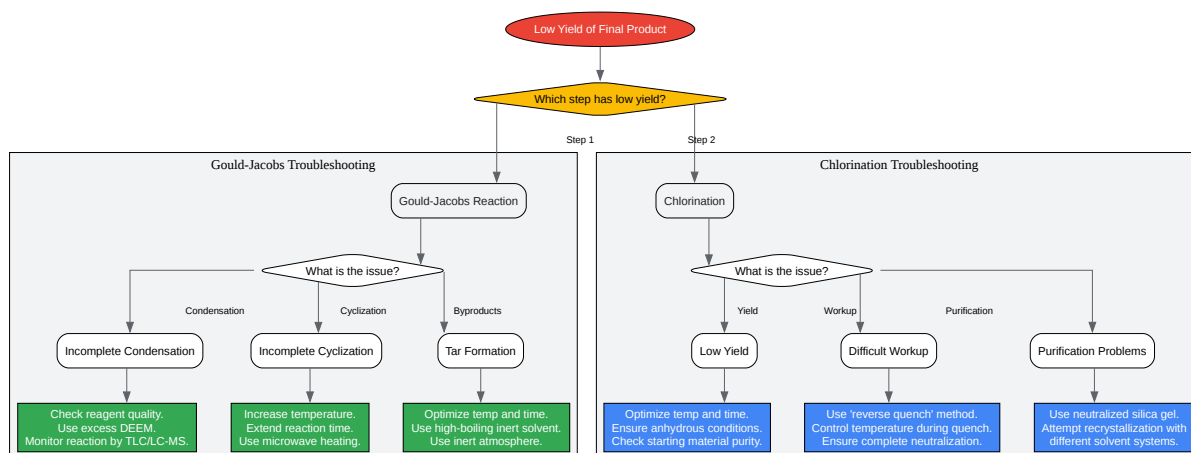 Low Yield of Final Product
Which step has low yield?
Step 1
Step 2
Gould-Jacobs Troubleshooting
Chlorination Troubleshooting
Gould-Jacobs Reaction
Chlorination
What is the issue?
What is the issue?
Condensation
Cyclization
Byproducts
Yield
Workup
Purification
Incomplete Condensation
Incomplete Cyclization
Tar Formation
Low Yield
Difficult Workup
Purification Problems
Check reagent quality.
Use excess DEEM.
Monitor reaction by TLC/LC-MS.
Increase temperature.
Extend reaction time.
Use microwave heating.
Optimize temp and time.
Use high-boiling inert solvent.
Use inert atmosphere.
Optimize temp and time.
Ensure anhydrous conditions.
Check starting material purity.
Use 'reverse quench' method.
Control temperature during quench.
Ensure complete neutralization.
Use neutralized silica gel.
Attempt recrystallization with
different solvent systems.